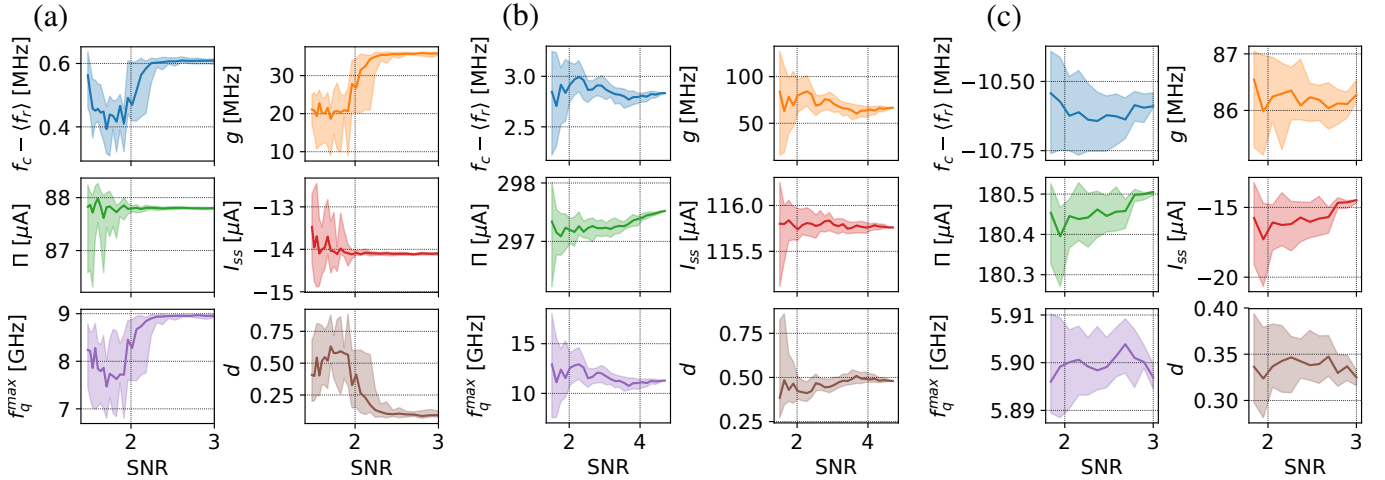 (a)
(b)
(c)
f_c − ⟨f_r⟩ [MHz]
0.6
0.4
g [MHz]
30
20
10
Π [μA]
88
87
I_ss [μA]
−13
−14
−15
f_q^max [GHz]
9
8
7
2
3
SNR
d
0.75
0.50
0.25
2
3
SNR
f_c − ⟨f_r⟩ [MHz]
3.0
2.5
g [MHz]
100
50
Π [μA]
298
297
I_ss [μA]
116.0
115.5
f_q^max [GHz]
15
10
2
4
SNR
d
0.75
0.50
0.25
2
4
SNR
f_c − ⟨f_r⟩ [MHz]
−10.50
−10.75
g [MHz]
87
86
Π [μA]
180.5
180.4
180.3
I_ss [μA]
−15
−20
f_q^max [GHz]
5.91
5.90
5.89
2
3
SNR
d
0.40
0.35
0.30
2
3
SNR